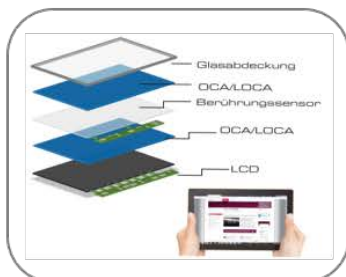 Glasabdeckung
OCA/LOCA
Berührungssensor
OCA/LOCA
LCD